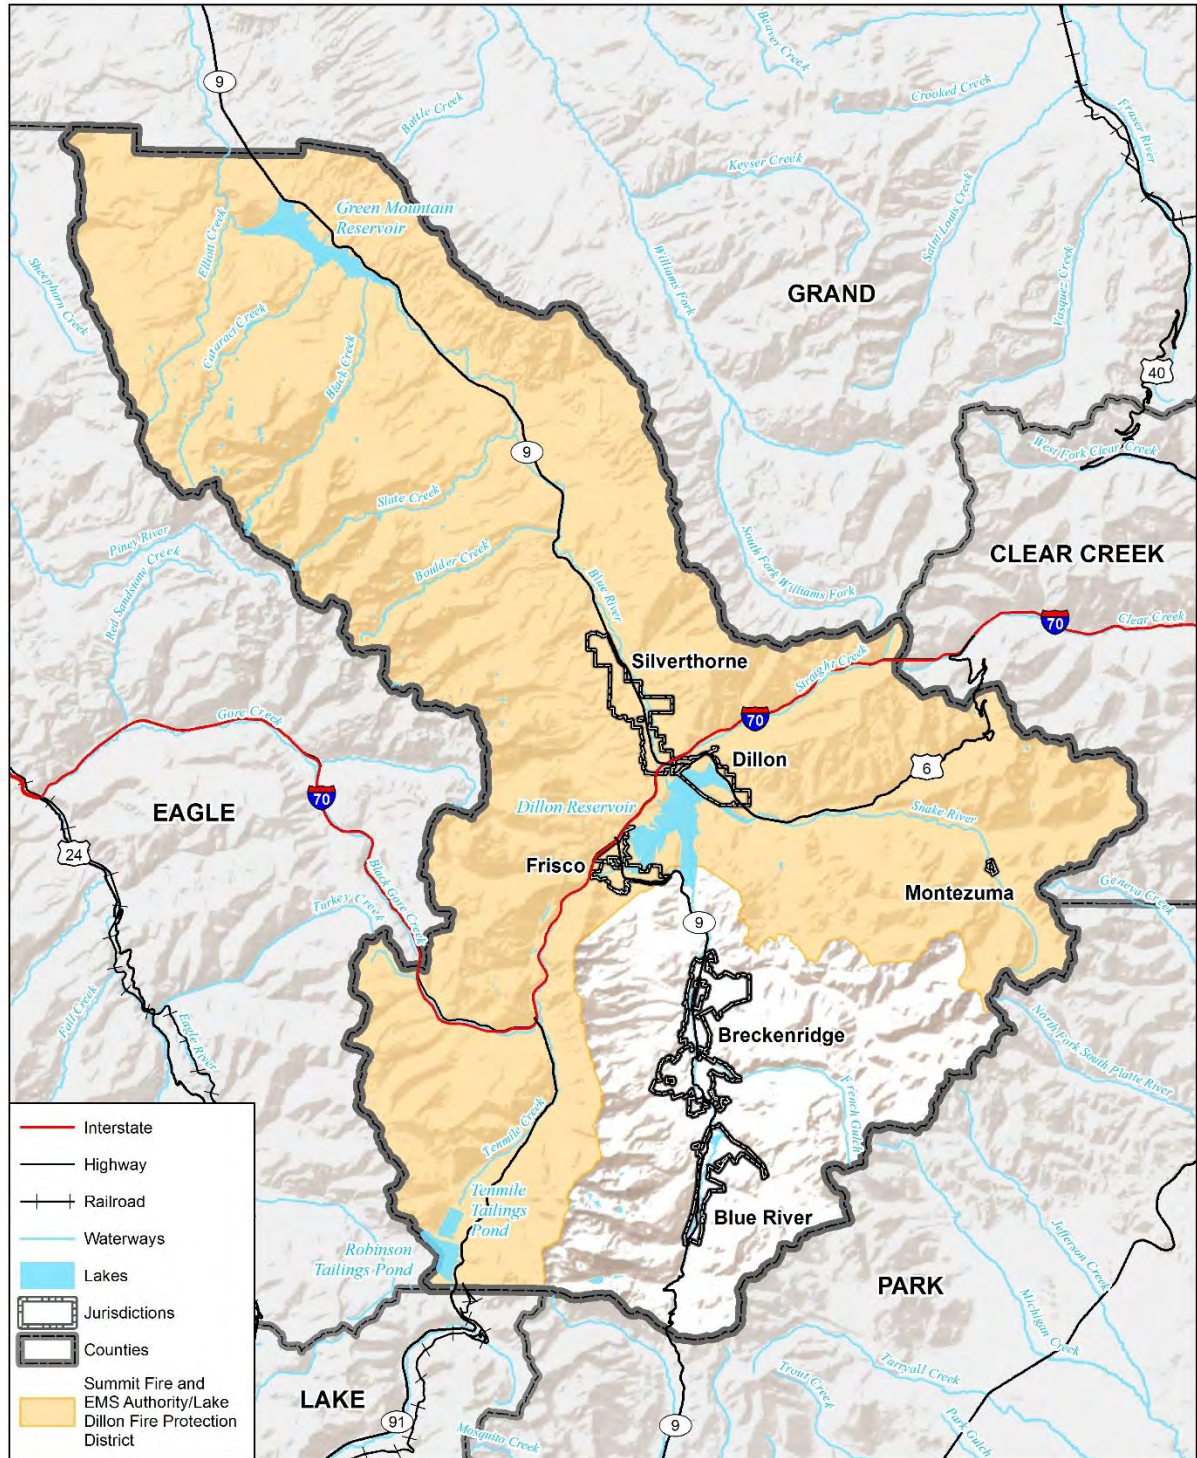 9
Beaver Creek
Battle Creek
Crooked Creek
Fraser River
Keyser Creek
Green Mountain
Reservoir
Elliott Creek
Saint Louis Creek
Sheephorn Creek
Williams Fork
Vasquez Creek
GRAND
Cataract Creek
Black Creek
40
9
West Fork Clear Creek
Slate Creek
Piney River
CLEAR CREEK
Boulder Creek
Red Sandstone Creek
Blue River
South Fork Williams Fork
70
Clear Creek
Silverthorne
Straight Creek
Gore Creek
70
Dillon
6
70
EAGLE
Dillon Reservoir
Snake River
24
Frisco
Montezuma
Geneva Creek
Turkey Creek
Black Gore Creek
9
Fall Creek
Eagle River
North Fork South Platte River
Breckenridge
French Gulch
Tenmile Creek
Tenmile
Tailings
Pond
Blue River
Robinson
Tailings Pond
Jefferson Creek
PARK
Michigan Creek
Tarryall Creek
Trout Creek
LAKE
91
9
Park Gulch
Mosquito Creek
Interstate
Highway
Railroad
Waterways
Lakes
Jurisdictions
Counties
Summit Fire and
EMS Authority/Lake
Dillon Fire Protection
District